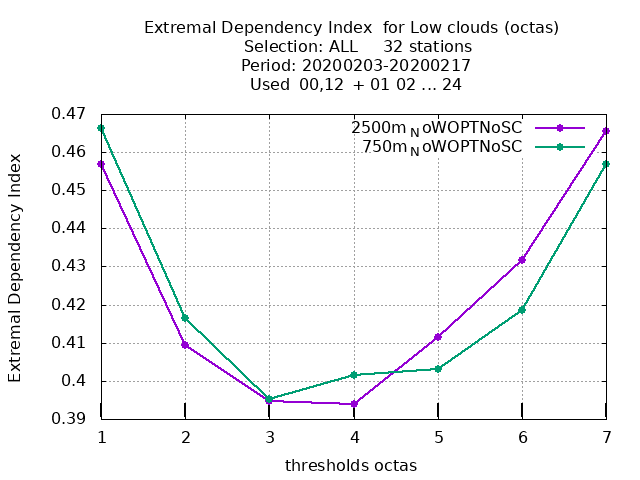 Extremal Dependency Index  for Low clouds (octas)
Selection: ALL     32 stations
Period: 20200203-20200217
Used  00,12  + 01 02 ... 24
0.47
2500m_NoWOPTNoSC
750m_NoWOPTNoSC
0.46
0.45
0.44
0.43
0.42
0.41
0.4
0.39
Extremal Dependency Index
1 2 3 4 5 6 7
thresholds octas